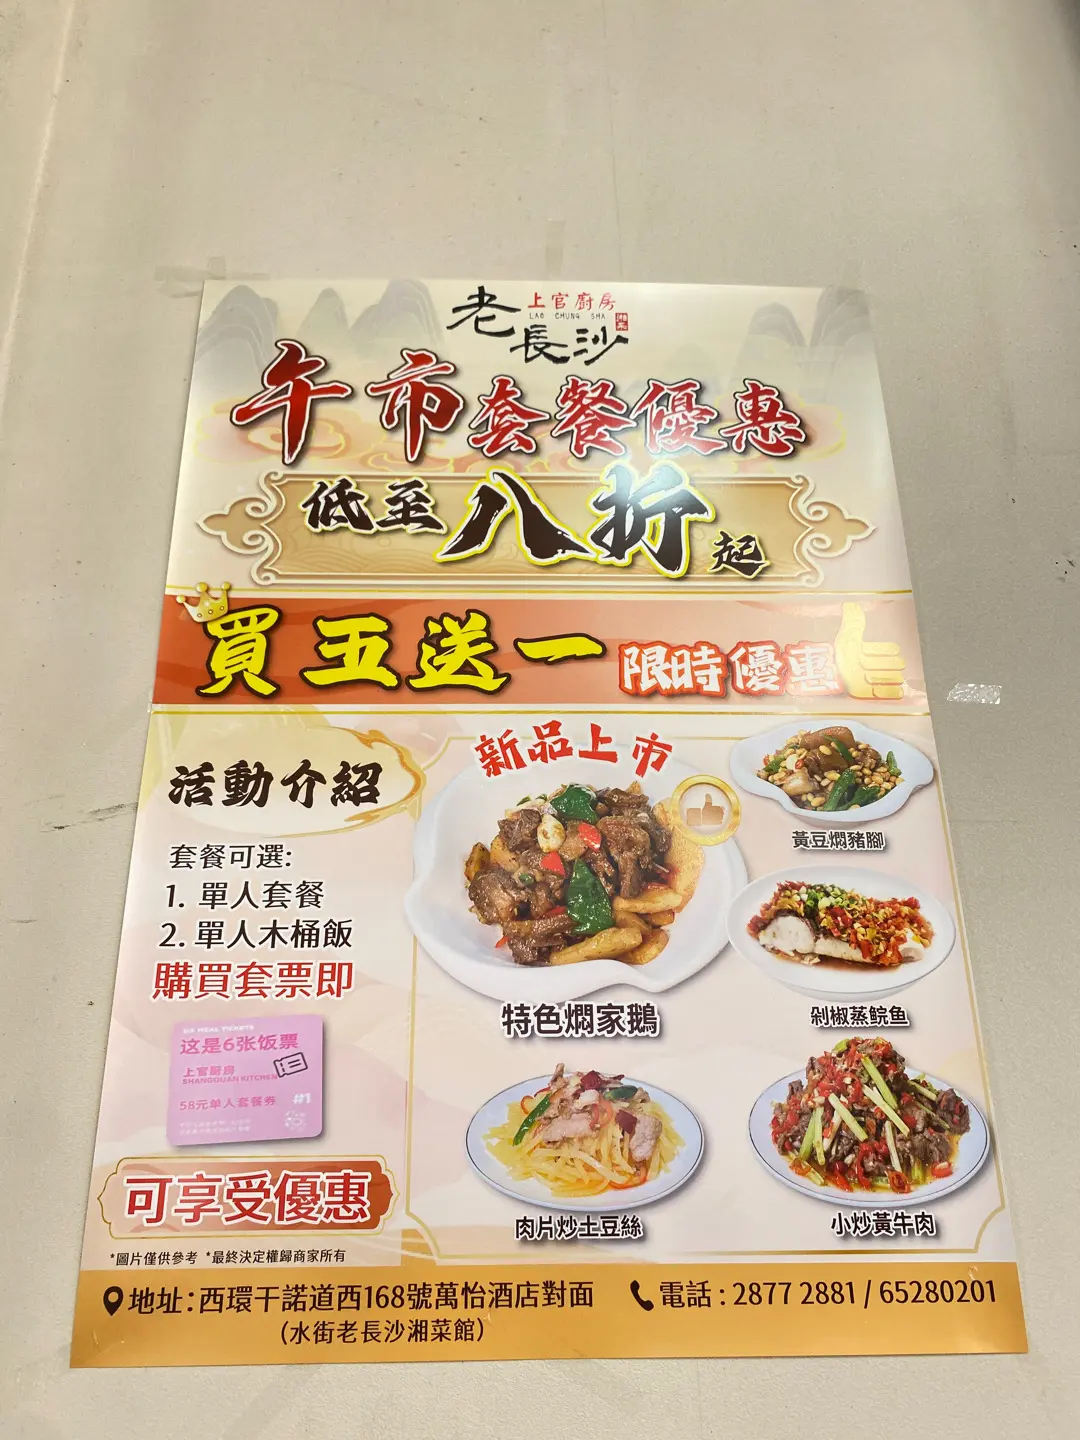 上官廚房
LAO CHUNG SHA
湘菜
老長沙
午市套餐優惠
低至八折起
買五送一 限時優惠
活動介紹
套餐可選:
1. 單人套餐
2. 單人木桶飯
購買套票即
SIX MEAL TICKETS
这是6张饭票
上官厨房
SHANGGUAN KITCHEN
58元单人套餐券 #1
可享受優惠
*圖片僅供參考 *最終決定權歸商家所有
新品上市
特色燜家鵝
黃豆燜豬腳
剁椒蒸鯇鱼
肉片炒土豆絲
小炒黃牛肉
地址:西環干諾道西168號萬怡酒店對面
(水街老長沙湘菜館)
電話:2877 2881 / 65280201